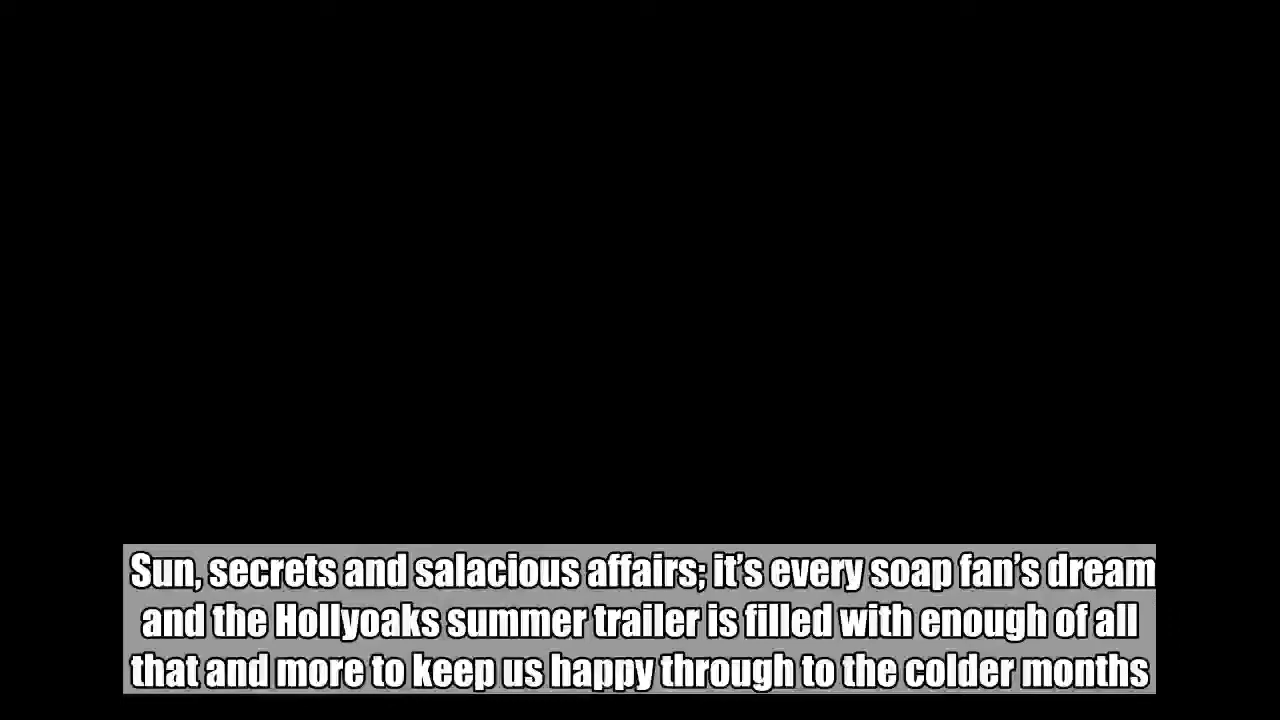 Sun, secrets and salacious affairs; it’s every soap fan’s dream
and the Hollyoaks summer trailer is filled with enough of all
that and more to keep us happy through to the colder months